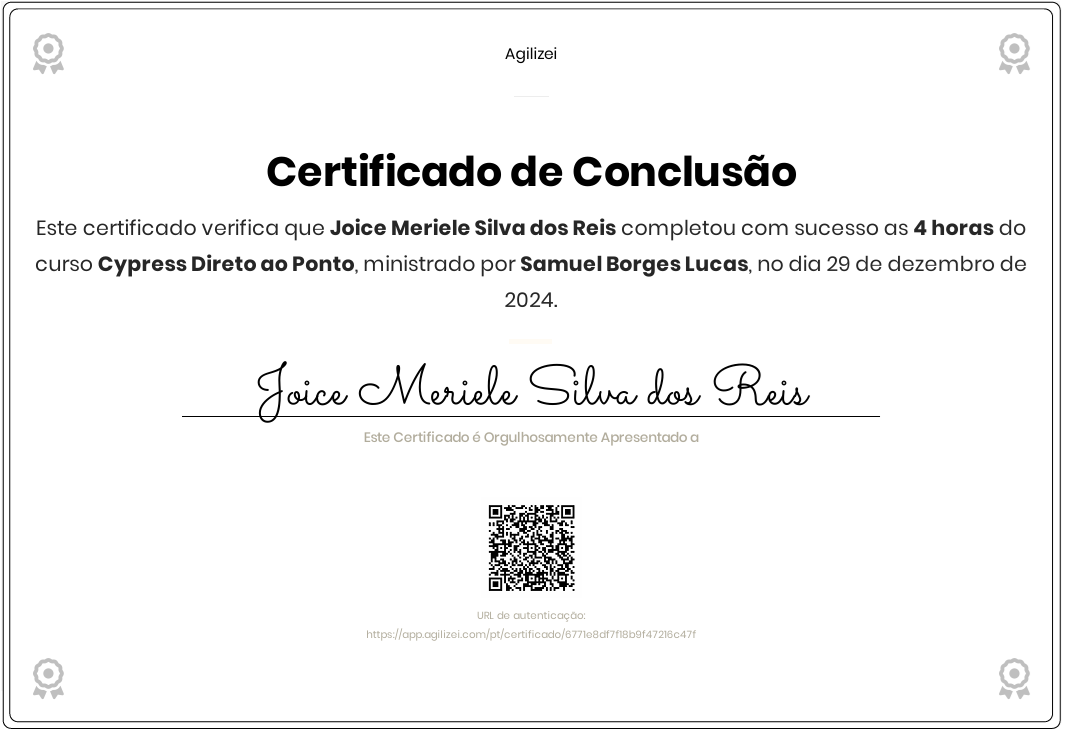 Agilizei
Certificado de Conclusão
Este certificado verifica que Joice Meriele Silva dos Reis completou com sucesso as 4 horas do
curso Cypress Direto ao Ponto, ministrado por Samuel Borges Lucas, no dia 29 de dezembro de
2024.
Joice Meriele Silva dos Reis
Este Certificado é Orgulhosamente Apresentado a
URL de autenticação:
https://app.agilizei.com/pt/certificado/6771e8df7f18b9f47216c47f